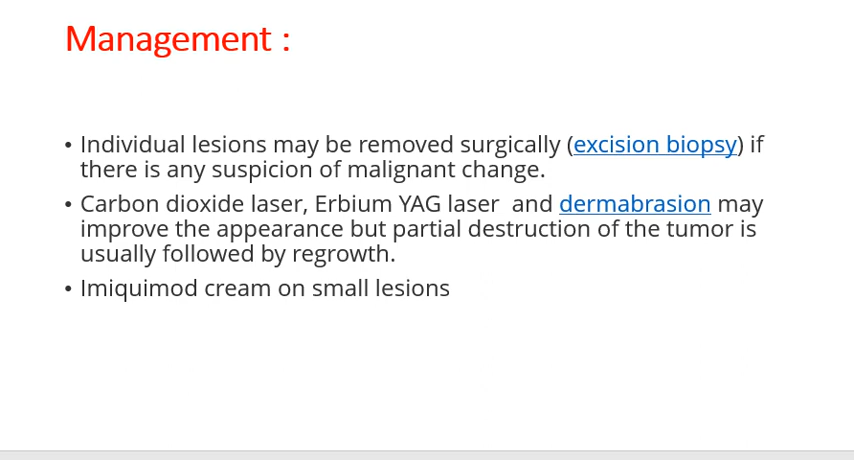 Management :
• Individual lesions may be removed surgically (excision biopsy) if
there is any suspicion of malignant change.
• Carbon dioxide laser, Erbium YAG laser  and dermabrasion may
improve the appearance but partial destruction of the tumor is
usually followed by regrowth.
• Imiquimod cream on small lesions